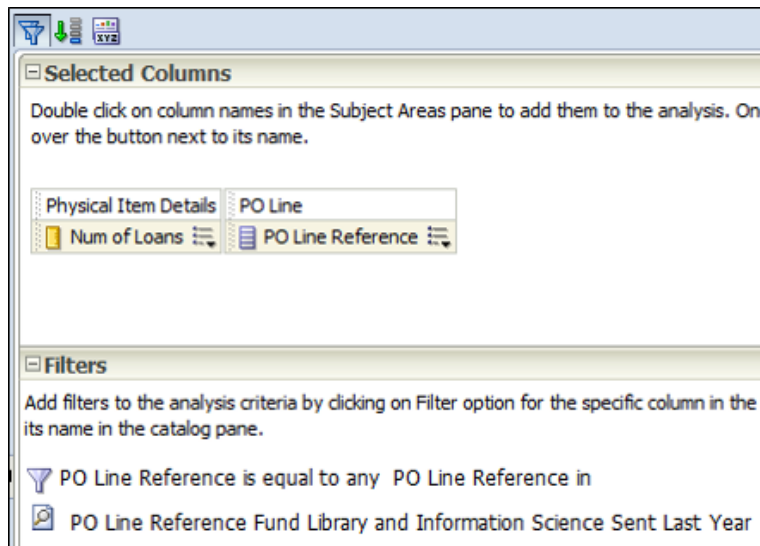 XYZ
Selected Columns
Double click on column names in the Subject Areas pane to add them to the analysis. On
over the button next to its name.
Physical Item Details PO Line
Num of Loans PO Line Reference
Filters
Add filters to the analysis criteria by clicking on Filter option for the specific column in the
its name in the catalog pane.
PO Line Reference is equal to any PO Line Reference in
PO Line Reference Fund Library and Information Science Sent Last Year